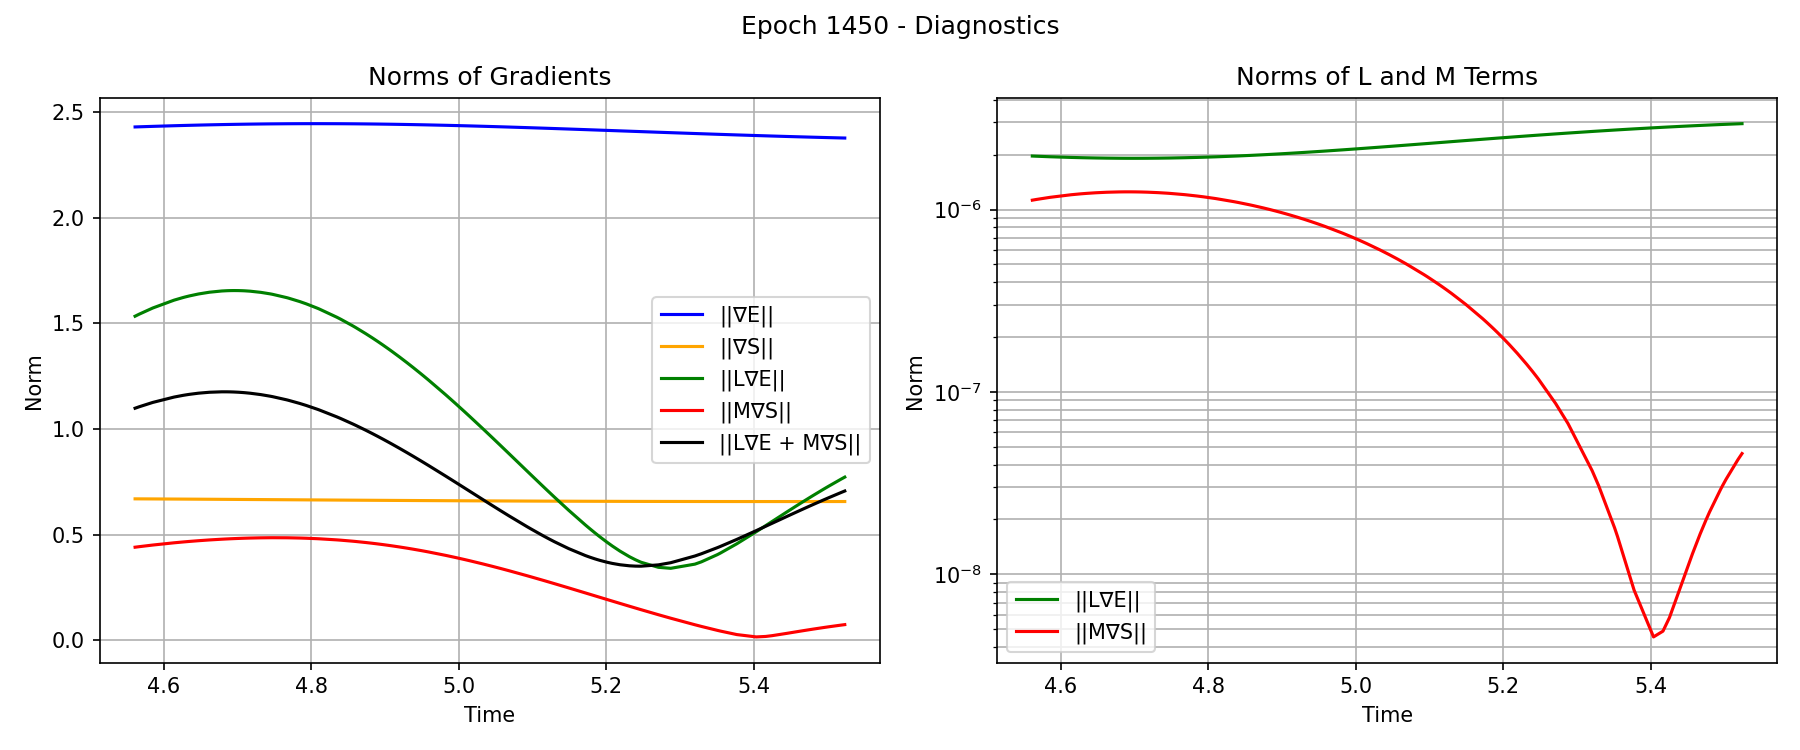 Epoch 1450 - Diagnostics
Norms of Gradients
Norm
2.5
2.0
1.5
1.0
0.5
0.0
||∇E||
||∇S||
||L∇E||
||M∇S||
||L∇E + M∇S||
4.6 4.8 5.0 5.2 5.4
Time
Norms of L and M Terms
Norm
10⁻⁶
10⁻⁷
10⁻⁸
||L∇E||
||M∇S||
4.6 4.8 5.0 5.2 5.4
Time